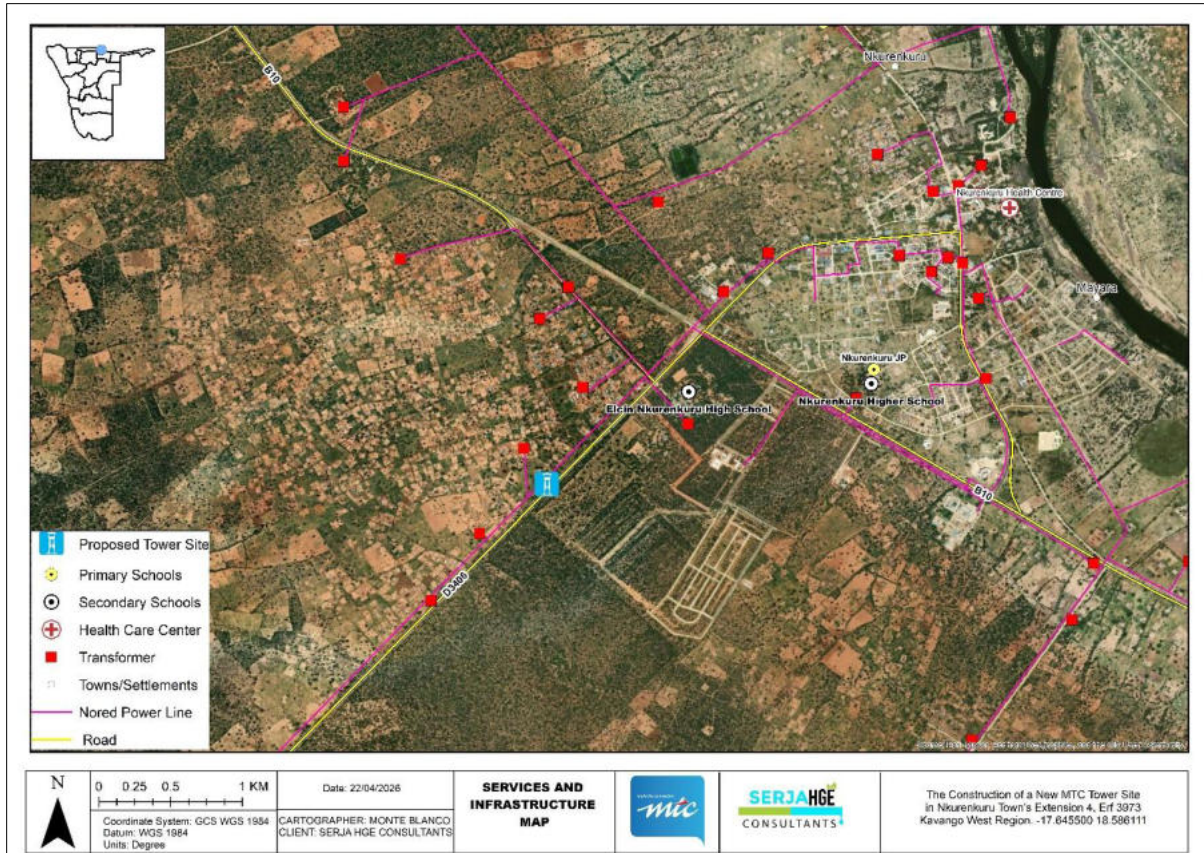 B10
Nkurenkuru
Nkurenkuru Health Centre
Mayara
Nkurenkuru JP
Elcin Nkurenkuru High School
Nkurenkuru Higher School
B10
D3406
Proposed Tower Site
Primary Schools
Secondary Schools
Health Care Center
Transformer
Towns/Settlements
Nored Power Line
Road
N
0 0.25 0.5 1 KM
Coordinate System: GCS WGS 1984
Datum: WGS 1984
Units: Degree
Date: 22/04/2026
CARTOGRAPHER: MONTE BLANCO
CLIENT: SERJA HGE CONSULTANTS
SERVICES AND
INFRASTRUCTURE
MAP
mtc
SERJAHGE
CONSULTANTS
The Construction of a New MTC Tower Site
in Nkurenkuru Town's Extension 4, Erf 3973
Kavango West Region. -17.645500 18.586111